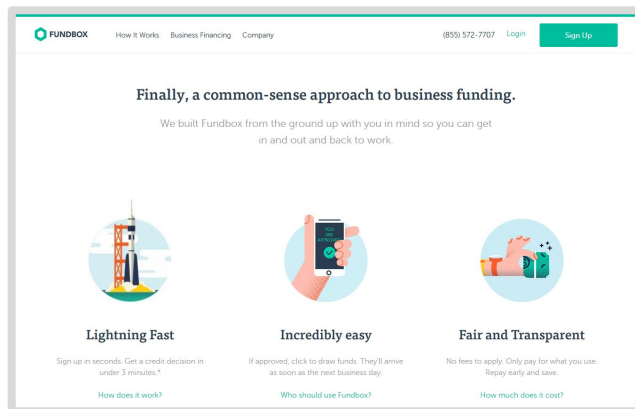 FUNDBOX
How It Works
Business Financing
Company
(855) 572-7707
Login
Sign Up
Finally, a common-sense approach to business funding.
We built Fundbox from the ground up with you in mind so you can get
in and out and back to work.
YOU
ARE
APPROVED
Lightning Fast
Sign up in seconds. Get a credit decision in
under 3 minutes.*
How does it work?
Incredibly easy
If approved, click to draw funds. They'll arrive
as soon as the next business day.
Who should use Fundbox?
Fair and Transparent
No fees to apply. Only pay for what you use.
Repay early and save.
How much does it cost?